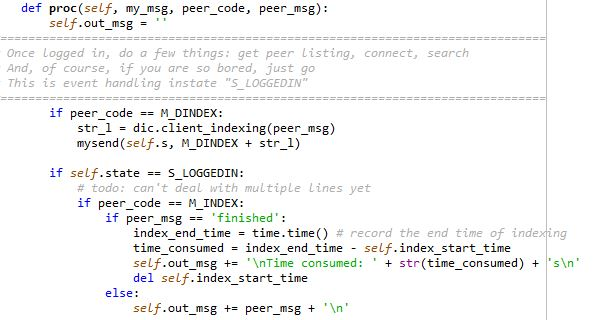 def proc(self, my_msg, peer_code, peer_msg):
self.out_msg = ''
==============================================================================
Once logged in, do a few things: get peer listing, connect, search
And, of course, if you are so bored, just go
This is event handling instate "S_LOGGEDIN"
==============================================================================
if peer_code == M_DINDEX:
str_l = dic.client_indexing(peer_msg)
mysend(self.s, M_DINDEX + str_l)
if self.state == S_LOGGEDIN:
# todo: can't deal with multiple lines yet
if peer_code == M_INDEX:
if peer_msg == 'finished':
index_end_time = time.time() # record the end time of indexing
time_consumed = index_end_time - self.index_start_time
self.out_msg += '\nTime consumed: ' + str(time_consumed) + 's\n'
del self.index_start_time
else:
self.out_msg += peer_msg + '\n'